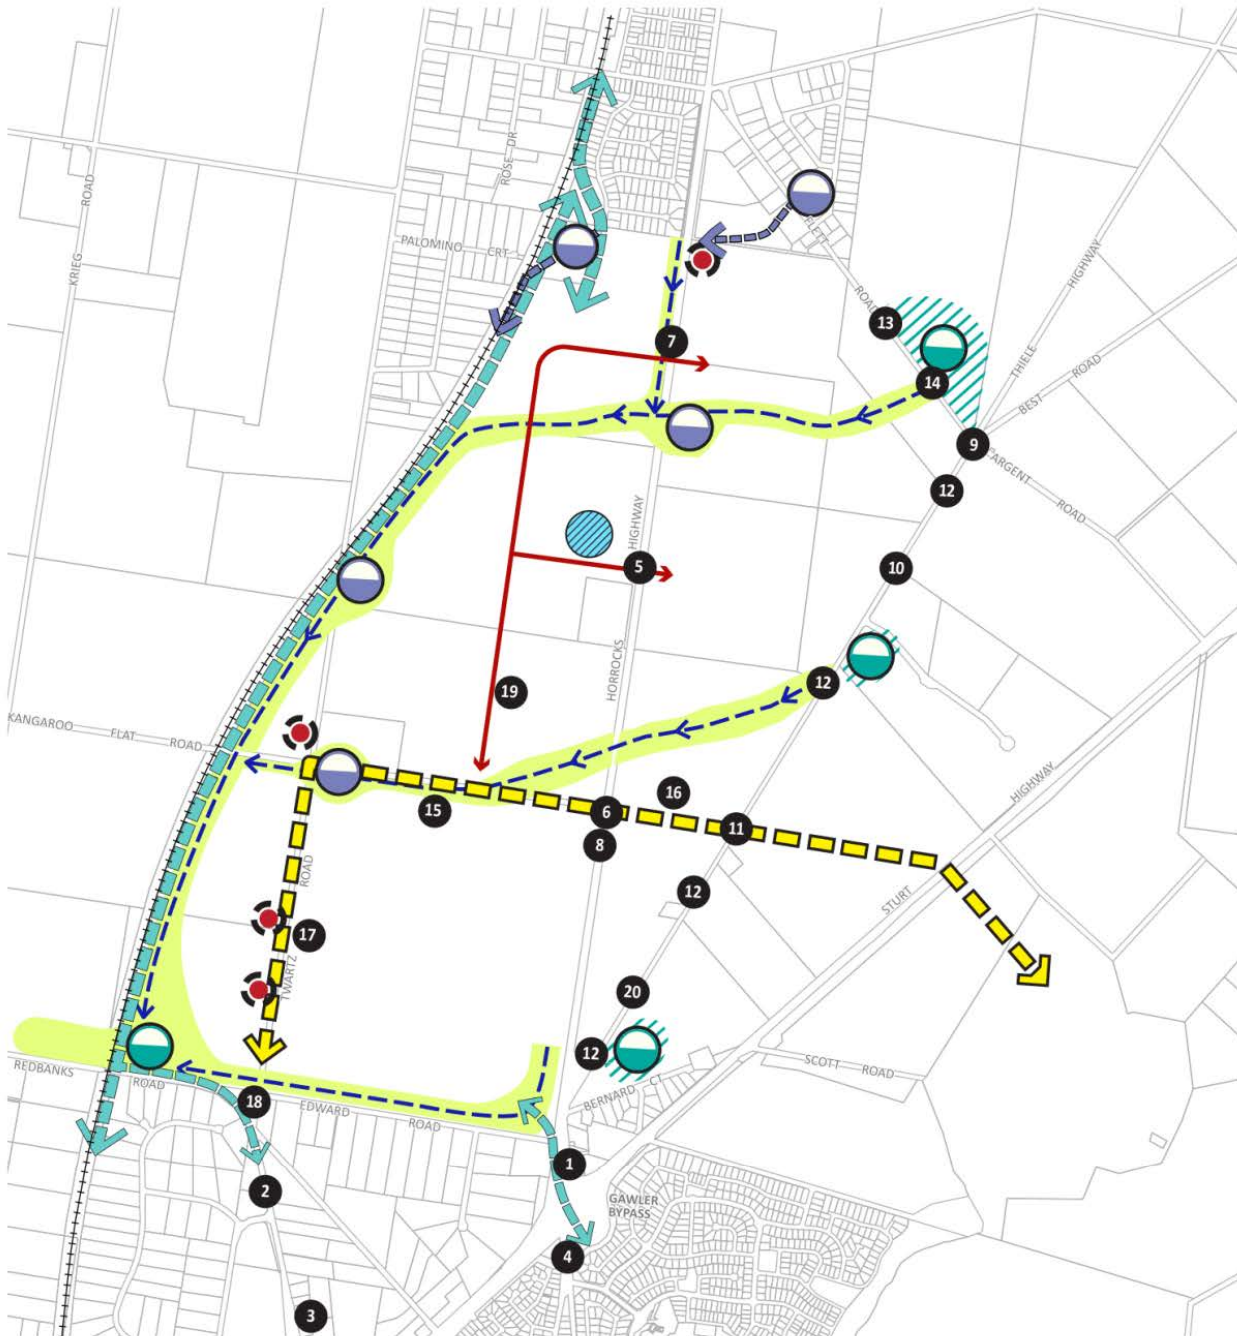 ROSE DR
KRIEG
ROAD
PALOMINO CRT
ROAD
HIGHWAY
THIELE
BEST ROAD
13
7
14
9
CARGENT
ROAD
12
5
HIGHWAY
10
HORROCKS
12
19
KANGAROO FLAT ROAD
HIGHWAY
STURT
15
6
16
11
8
ROAD
12
17
TWARTZ
20
12
SCOTT ROAD
BERNARD CT
REDBANKS
ROAD
18
EDWARD
ROAD
1
2
GAWLER
BYPASS
4
3